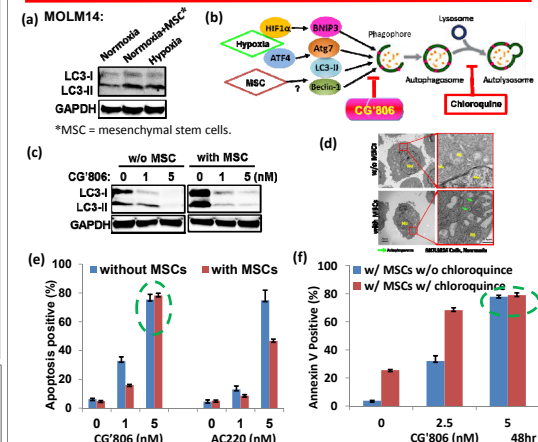 (a) MOLM14:
Normoxia
Normoxia+MSC*
Hypoxia
LC3-I
LC3-II
GAPDH
*MSC = mesenchymal stem cells.
(b)
HIF1α
BNIP3
Hypoxia
Atg7
ATF4
LC3-II
MSC
?
Beclin-1
CG'806
Phagophore
Lysosome
Autophagosome
Autolysosome
Chloroquine
(c)
w/o MSC
with MSC
CG'806: 0 1 5 0 1 5 (nM)
LC3-I
LC3-II
GAPDH
(d)
w/o MSCs
with MSCs
Autophagosome
MOLM14 Cells, Normoxia
(e)
without MSCs
with MSCs
Apoptosis positive (%)
100
80
60
40
20
0
0 1 5 0 1 5
CG'806 (nM) AC220 (nM)
(f)
w/ MSCs w/o chloroquince
w/ MSCs w/ chloroquince
Annexin V Positive (%)
100
80
60
40
20
0
0 2.5 5
CG'806 (nM) 48hr